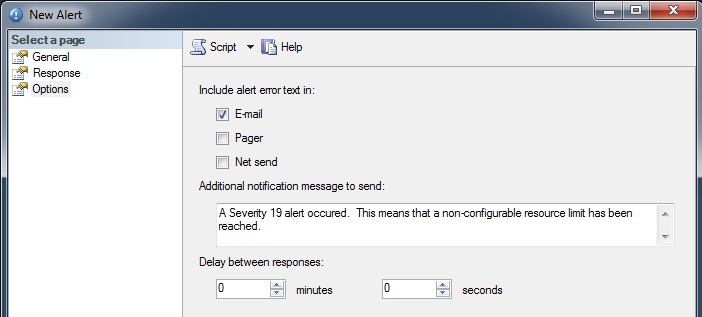 New Alert
Select a page
General
Response
Options
Script
Help
Include alert error text in:
E-mail
Pager
Net send
Additional notification message to send:
A Severity 19 alert occured.  This means that a non-configurable resource limit has been
reached.
Delay between responses:
0 minutes 0 seconds